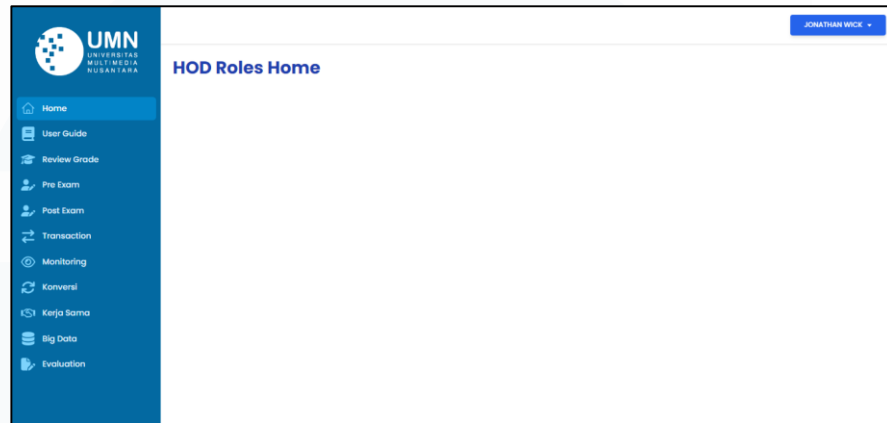 UMN
UNIVERSITAS
MULTIMEDIA
NUSANTARA
JONATHAN WICK
HOD Roles Home
Home
User Guide
Review Grade
Pre Exam
Post Exam
Transaction
Monitoring
Konversi
Kerja Sama
Big Data
Evaluation